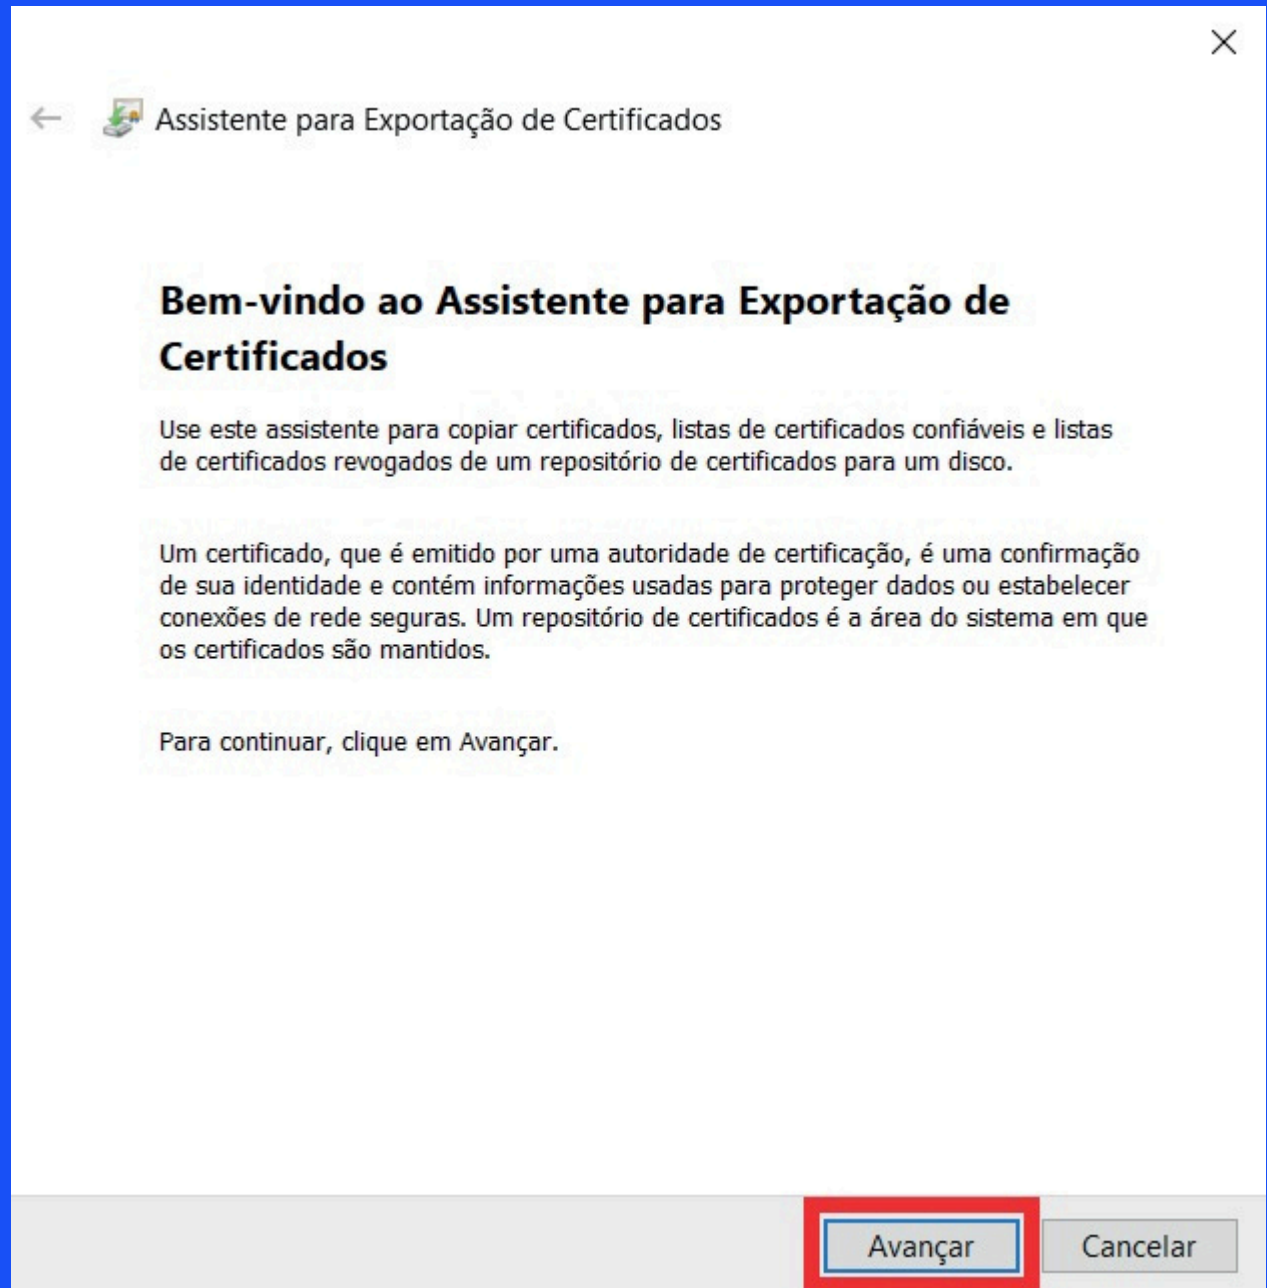 Assistente para Exportação de Certificados
Bem-vindo ao Assistente para Exportação de
Certificados
Use este assistente para copiar certificados, listas de certificados confiáveis e listas
de certificados revogados de um repositório de certificados para um disco.
Um certificado, que é emitido por uma autoridade de certificação, é uma confirmação
de sua identidade e contém informações usadas para proteger dados ou estabelecer
conexões de rede seguras. Um repositório de certificados é a área do sistema em que
os certificados são mantidos.
Para continuar, clique em Avançar.
Avançar
Cancelar